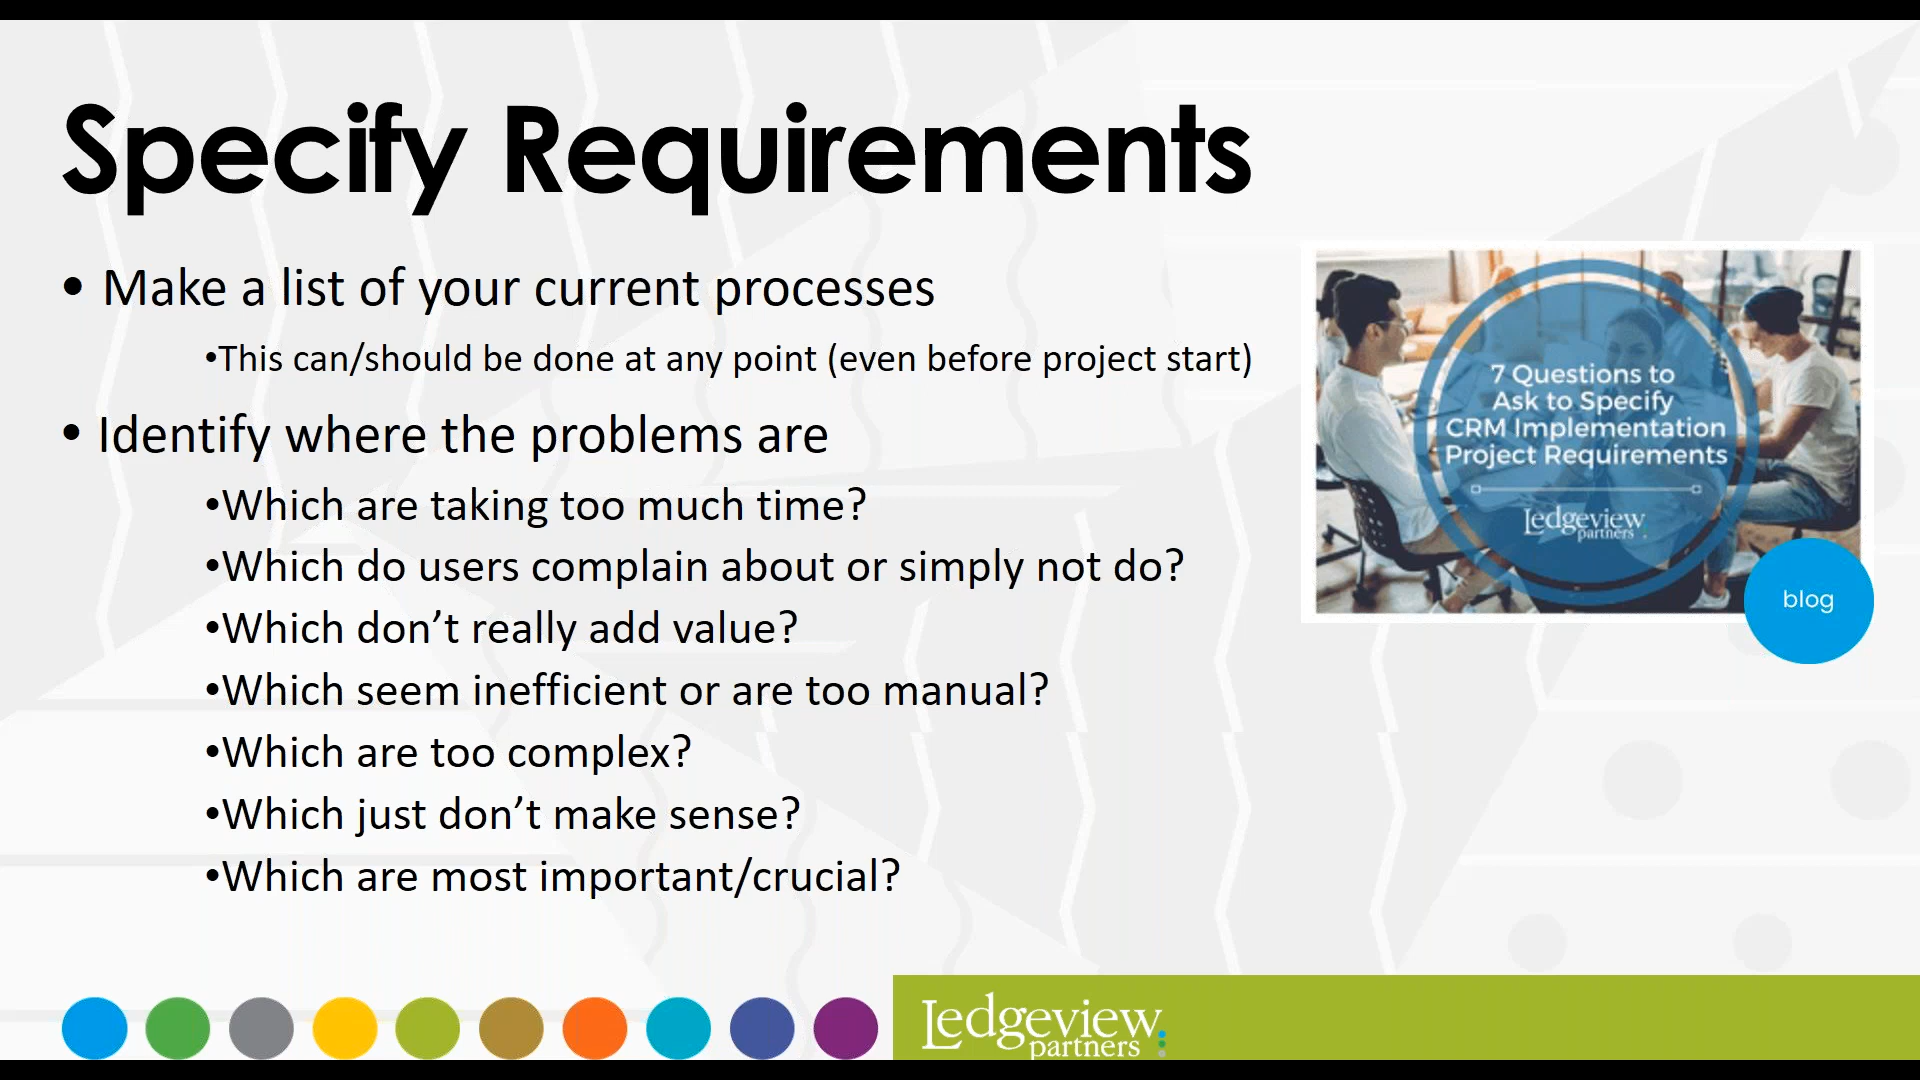 Specify Requirements
• Make a list of your current processes
•This can/should be done at any point (even before project start)
• Identify where the problems are
•Which are taking too much time?
•Which do users complain about or simply not do?
•Which don’t really add value?
•Which seem inefficient or are too manual?
•Which are too complex?
•Which just don’t make sense?
•Which are most important/crucial?
7 Questions to
Ask to Specify
CRM Implementation
Project Requirements
Ledgeview
partners
blog
Ledgeview
partners